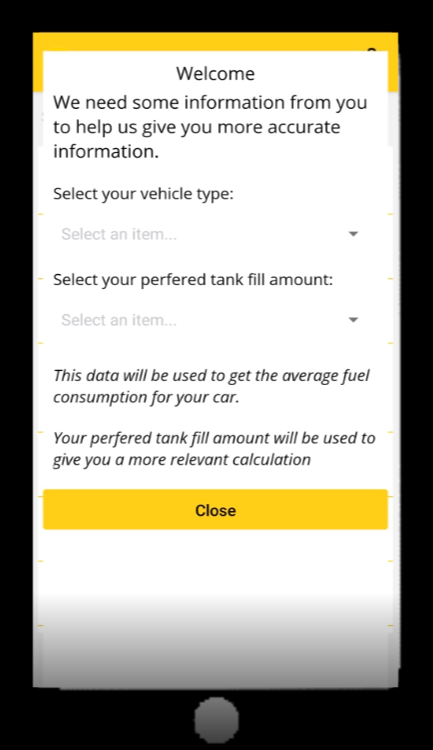 Welcome
We need some information from you
to help us give you more accurate
information.
Select your vehicle type:
Select an item...
Select your perfered tank fill amount:
Select an item...
This data will be used to get the average fuel
consumption for your car.
Your perfered tank fill amount will be used to
give you a more relevant calculation
Close